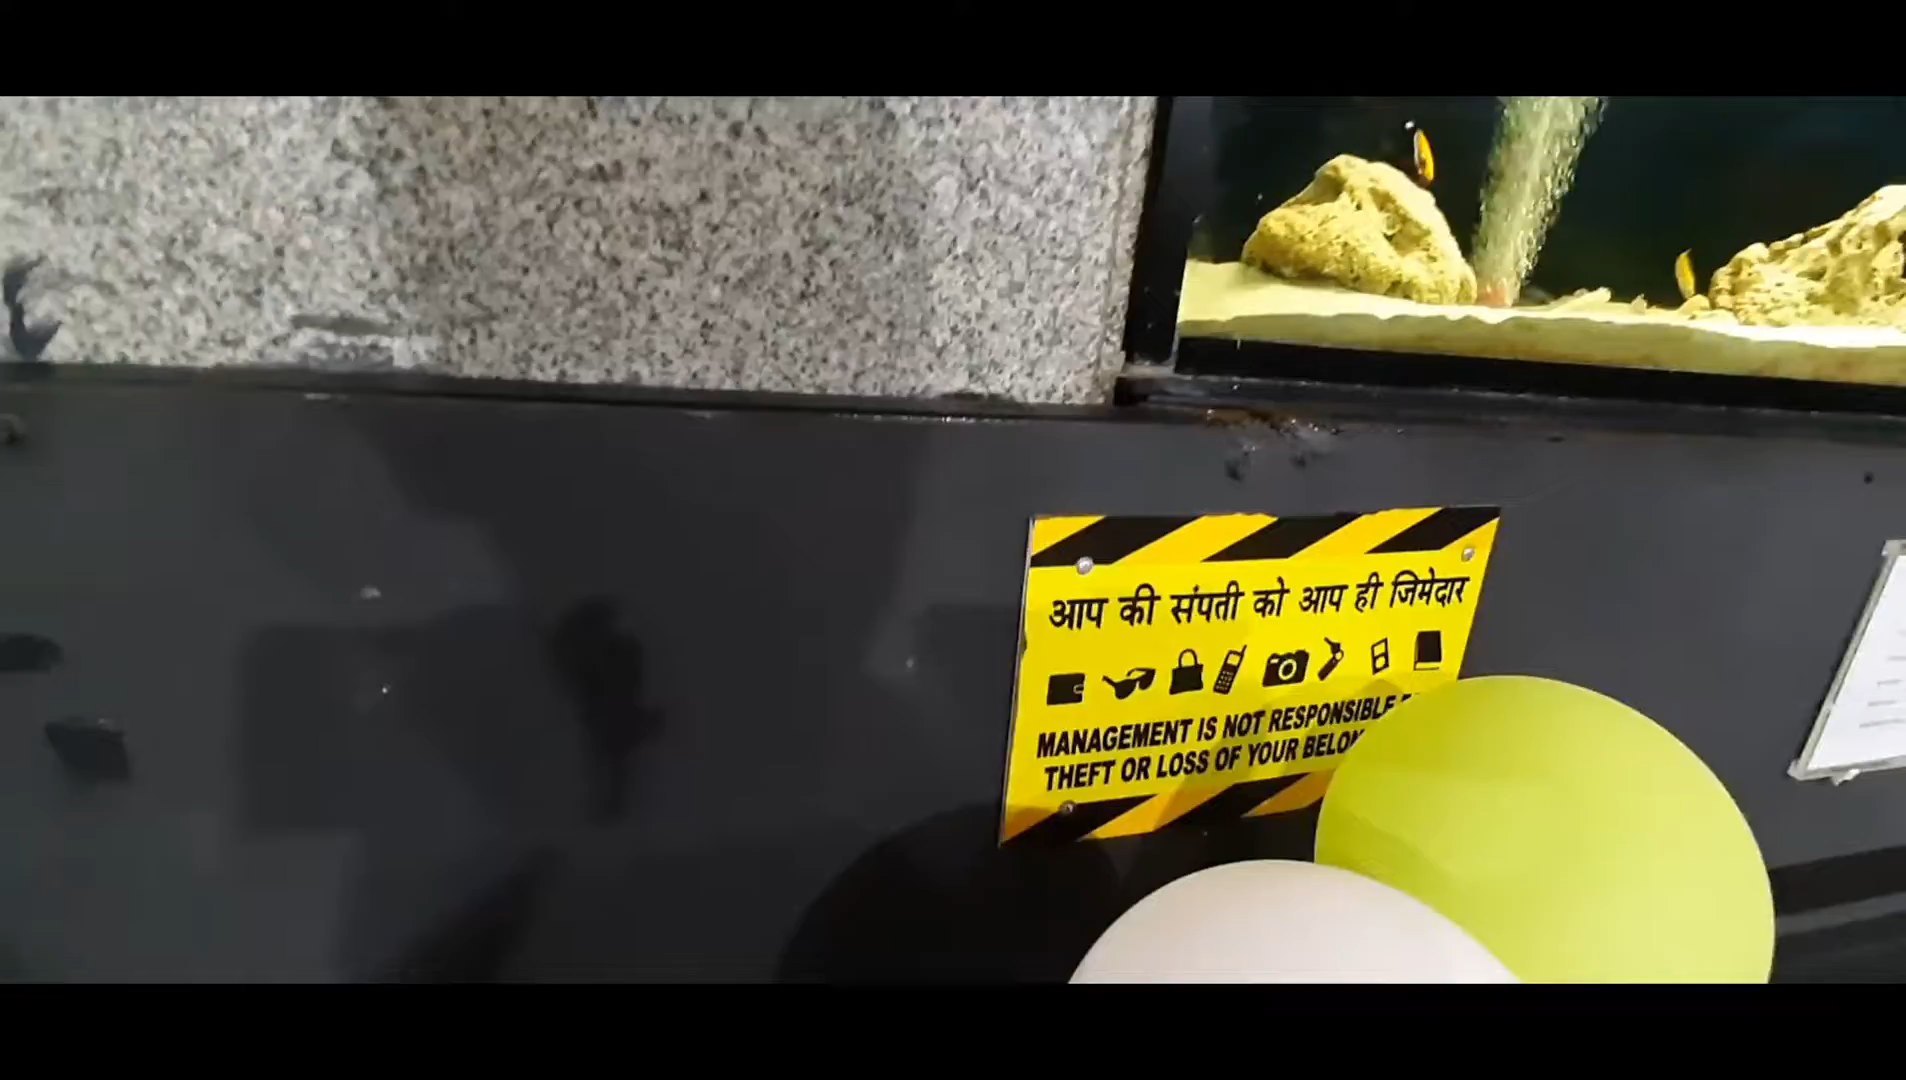 आप की संपती को आप ही जिमेदार
MANAGEMENT IS NOT RESPONSIBLE
THEFT OR LOSS OF YOUR